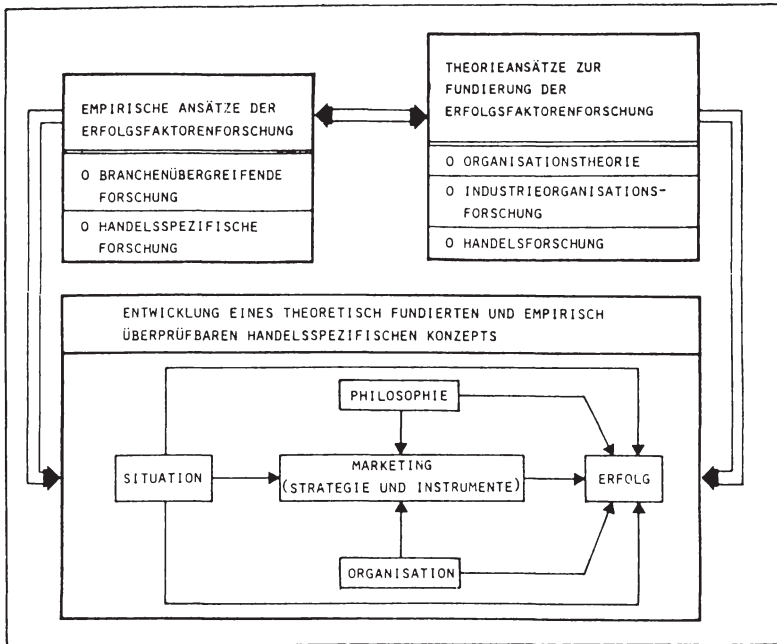 EMPIRISCHE ANSÄTZE DER
ERFOLGSFAKTORENFORSCHUNG
O BRANCHENÜBERGREIFENDE
FORSCHUNG
O HANDELSSPEZIFISCHE
FORSCHUNG
THEORIEANSÄTZE ZUR
FUNDIERUNG DER
ERFOLGSFAKTORENFORSCHUNG
O ORGANISATIONSTHEORIE
O INDUSTRIEORGANISATIONS-
FORSCHUNG
O HANDELSFORSCHUNG
ENTWICKLUNG EINES THEORETISCH FUNDIERTEN UND EMPIRISCH
ÜBERPRÜFBAREN HANDELSSPEZIFISCHEN KONZEPTS
PHILOSOPHIE
SITUATION
MARKETING
(STRATEGIE UND INSTRUMENTE)
ERFOLG
ORGANISATION